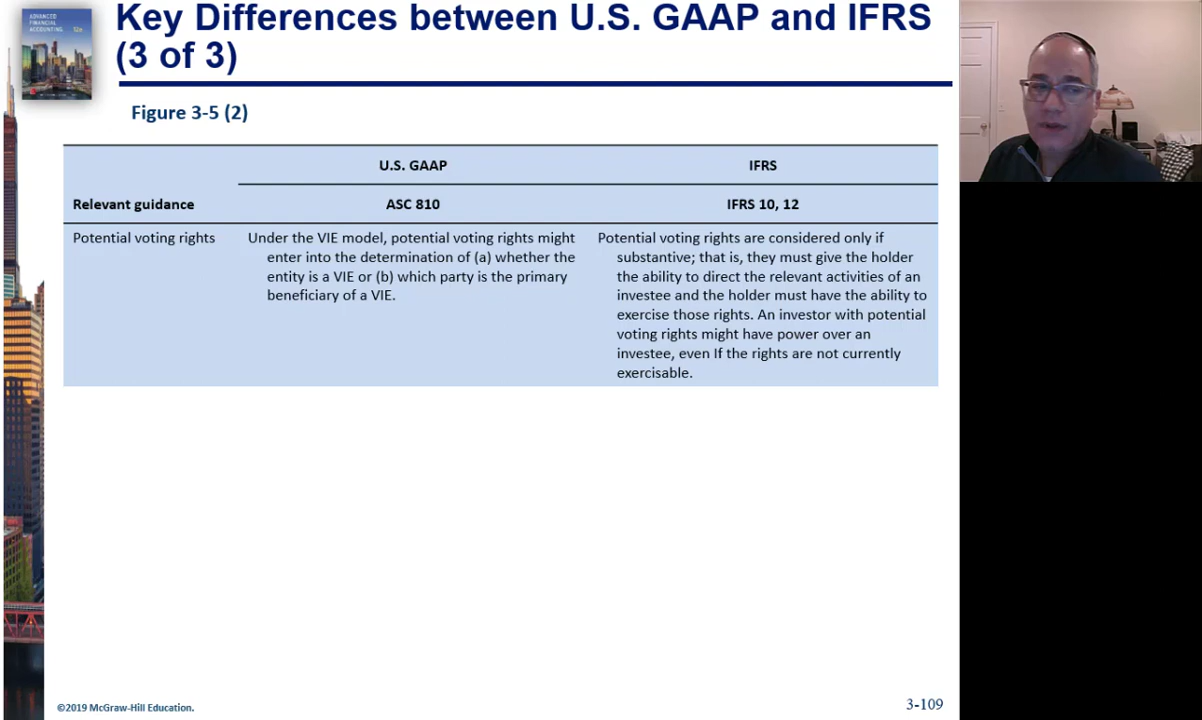 ADVANCED
FINANCIAL
ACCOUNTING 12e
Key Differences between U.S. GAAP and IFRS
(3 of 3)
Figure 3-5 (2)
U.S. GAAP IFRS
Relevant guidance ASC 810 IFRS 10, 12
Potential voting rights
Under the VIE model, potential voting rights might
enter into the determination of (a) whether the
entity is a VIE or (b) which party is the primary
beneficiary of a VIE.
Potential voting rights are considered only if
substantive; that is, they must give the holder
the ability to direct the relevant activities of an
investee and the holder must have the ability to
exercise those rights. An investor with potential
voting rights might have power over an
investee, even If the rights are not currently
exercisable.
©2019 McGraw-Hill Education.
3-109